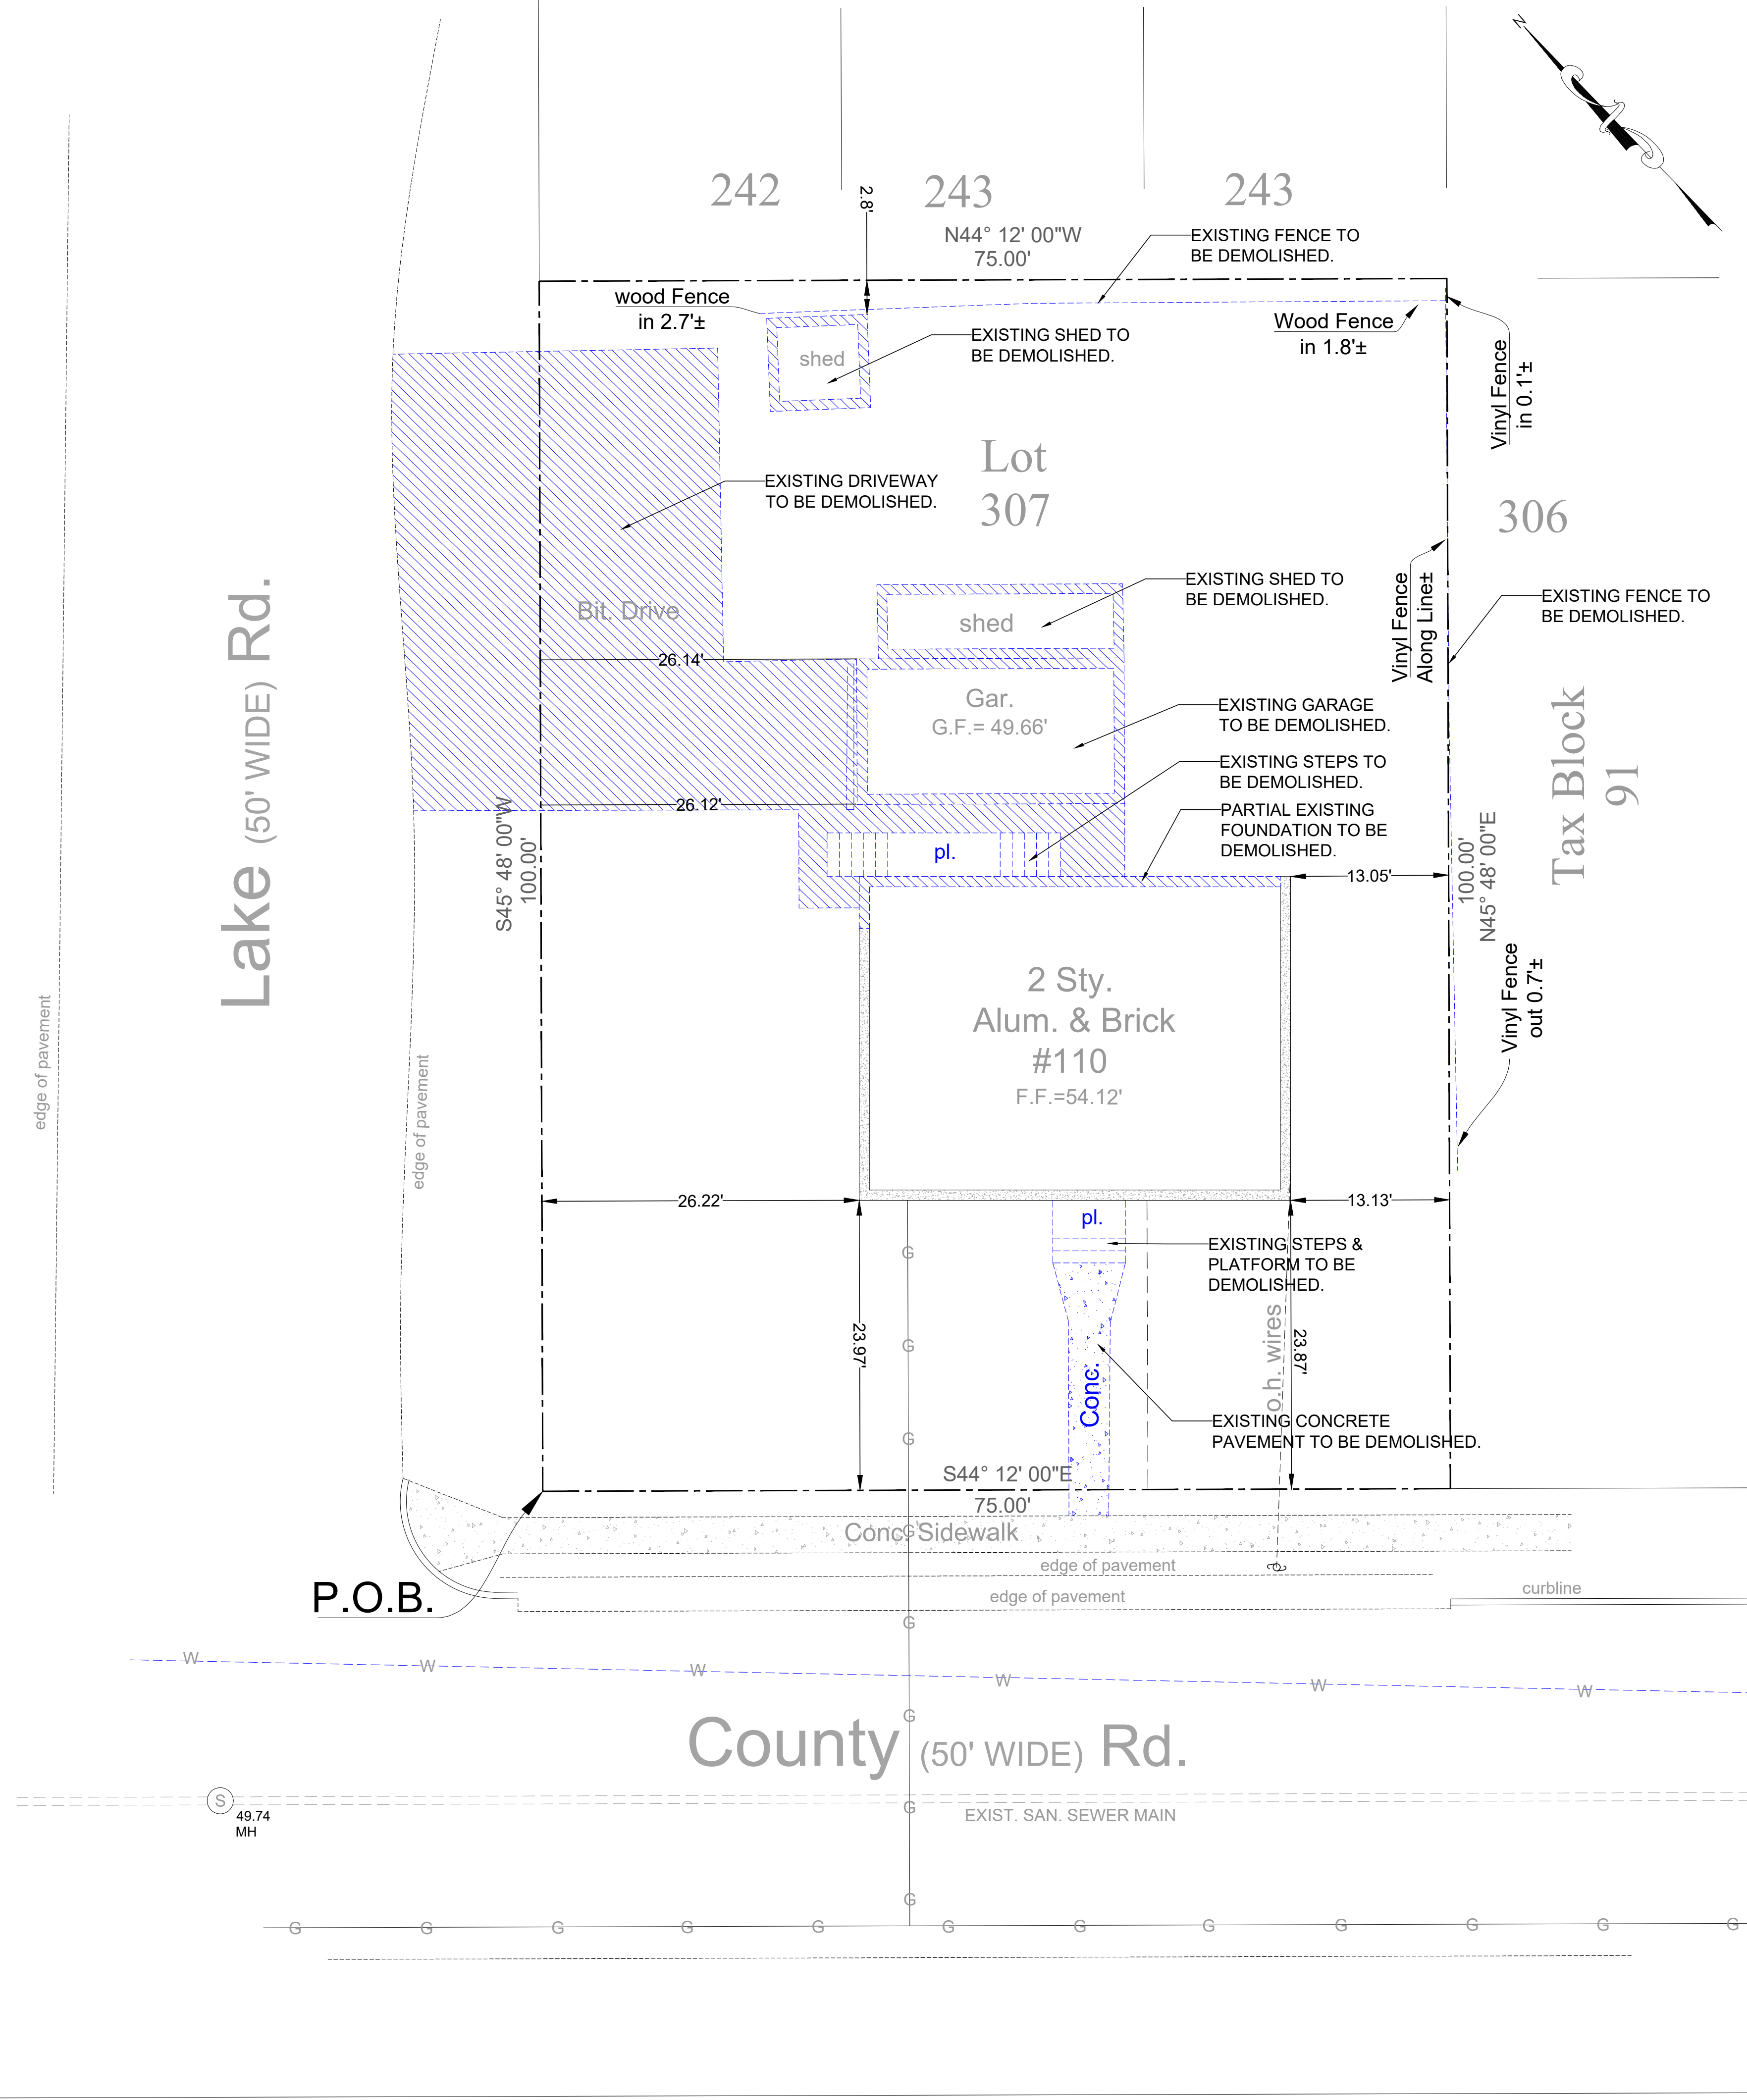 N
242
243
243
2.8'
N44° 12' 00"W
75.00'
EXISTING FENCE TO
BE DEMOLISHED.
wood Fence
in 2.7'±
Wood Fence
in 1.8'±
EXISTING SHED TO
BE DEMOLISHED.
shed
Vinyl Fence
in 0.1'±
Lot
307
306
EXISTING DRIVEWAY
TO BE DEMOLISHED.
Bit. Drive
EXISTING SHED TO
BE DEMOLISHED.
shed
Vinyl Fence
Along Line±
EXISTING FENCE TO
BE DEMOLISHED.
Lake (50' WIDE) Rd.
26.14'
Gar.
G.F.= 49.66'
EXISTING GARAGE
TO BE DEMOLISHED.
Tax Block
91
EXISTING STEPS TO
BE DEMOLISHED.
26.12'
PARTIAL EXISTING
FOUNDATION TO BE
DEMOLISHED.
S45° 48' 00"W
100.00'
pl.
13.05'
100.00'
N45° 48' 00"E
2 Sty.
Alum. & Brick
#110
F.F.=54.12'
Vinyl Fence
out 0.7'±
edge of pavement
edge of pavement
26.22'
13.13'
pl.
EXISTING STEPS &
PLATFORM TO BE
DEMOLISHED.
G
G
G
23.97'
23.87'
o.h. wires
Conc.
EXISTING CONCRETE
PAVEMENT TO BE DEMOLISHED.
S44° 12' 00"E
75.00'
Conc. Sidewalk
G
edge of pavement
edge of pavement
curbline
P.O.B.
G
W W W W W W
G
County (50' WIDE) Rd.
S
49.74
MH
G
EXIST. SAN. SEWER MAIN
G
G G G G G G G G G G G G